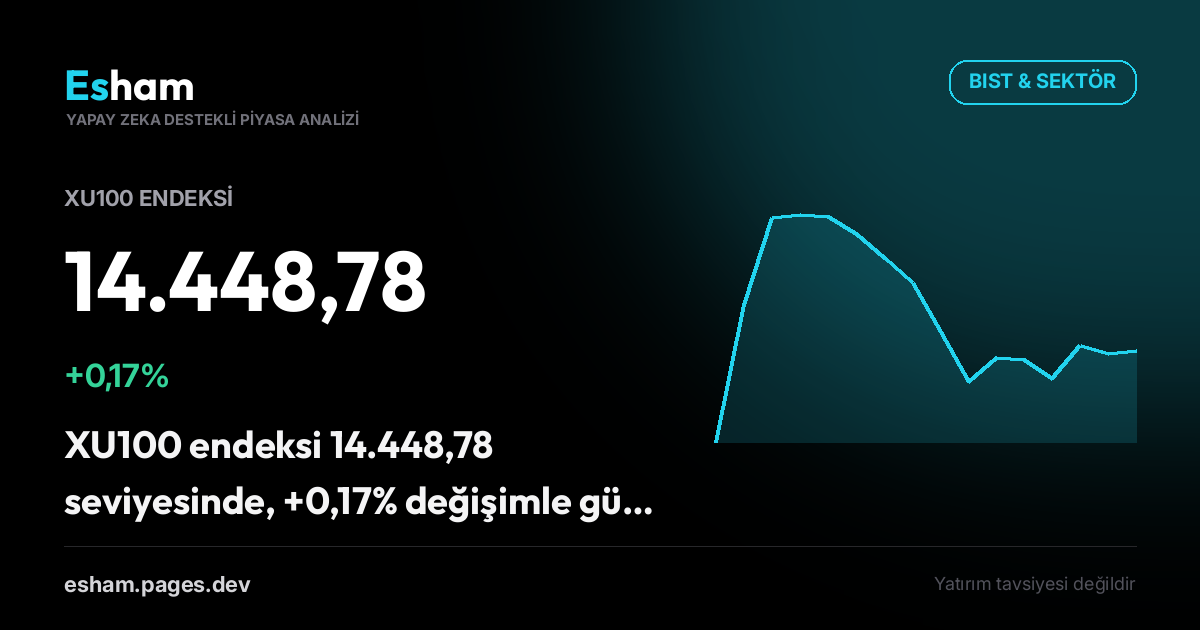 Esham
YAPAY ZEKA DESTEKLİ PİYASA ANALİZİ
BIST & SEKTÖR
XU100 ENDEKSİ
14.448,78
+0,17%
XU100 endeksi 14.448,78
seviyesinde, +0,17% değişimle gü...
esham.pages.dev
Yatırım tavsiyesi değildir